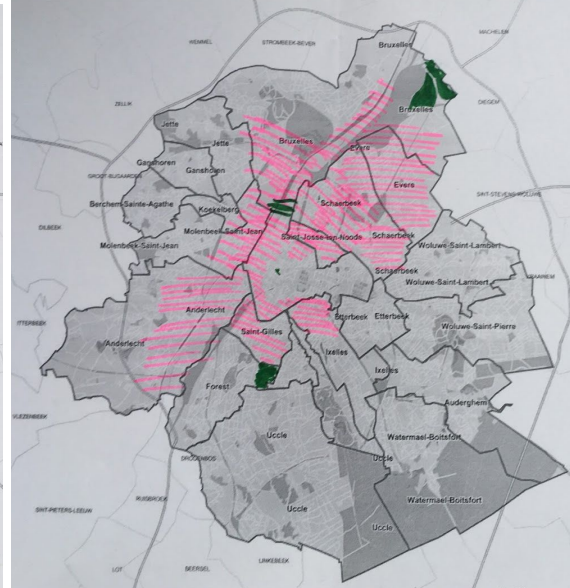 Bruxelles
MACHELEN
WEMMEL
STROMBEEK-BEVER
ZELLIK
Bruxelles
DIEGEM
Jette
Jette
Bruxelles
Evere
Ganshoren
GROOT-BIJGAARDEN
Ganshoren
Evere
SINT-STEVENS-WOLUWE
Berchem-Sainte-Agathe
Koekelberg
Schaerbeek
DILBEEK
Molenbeek-Saint-Jean
Saint-Josse-ten-Noode
Schaerbeek
Molenbeek-Saint-Jean
Woluwe-Saint-Lambert
Schaerbeek
KRAAINEM
Woluwe-Saint-Lambert
ITTERBEEK
Anderlecht
Etterbeek
Etterbeek
Woluwe-Saint-Pierre
Saint-Gilles
Anderlecht
Ixelles
Ixelles
Forest
Auderghem
VLEZENBEEK
Uccle
Watermael-Boitsfort
DROGENBOS
Uccle
RUISBROEK
Watermael-Boitsfort
SINT-PIETERS-LEEUW
Uccle
Uccle
LINKEBEEK
LOT
BEERSEL